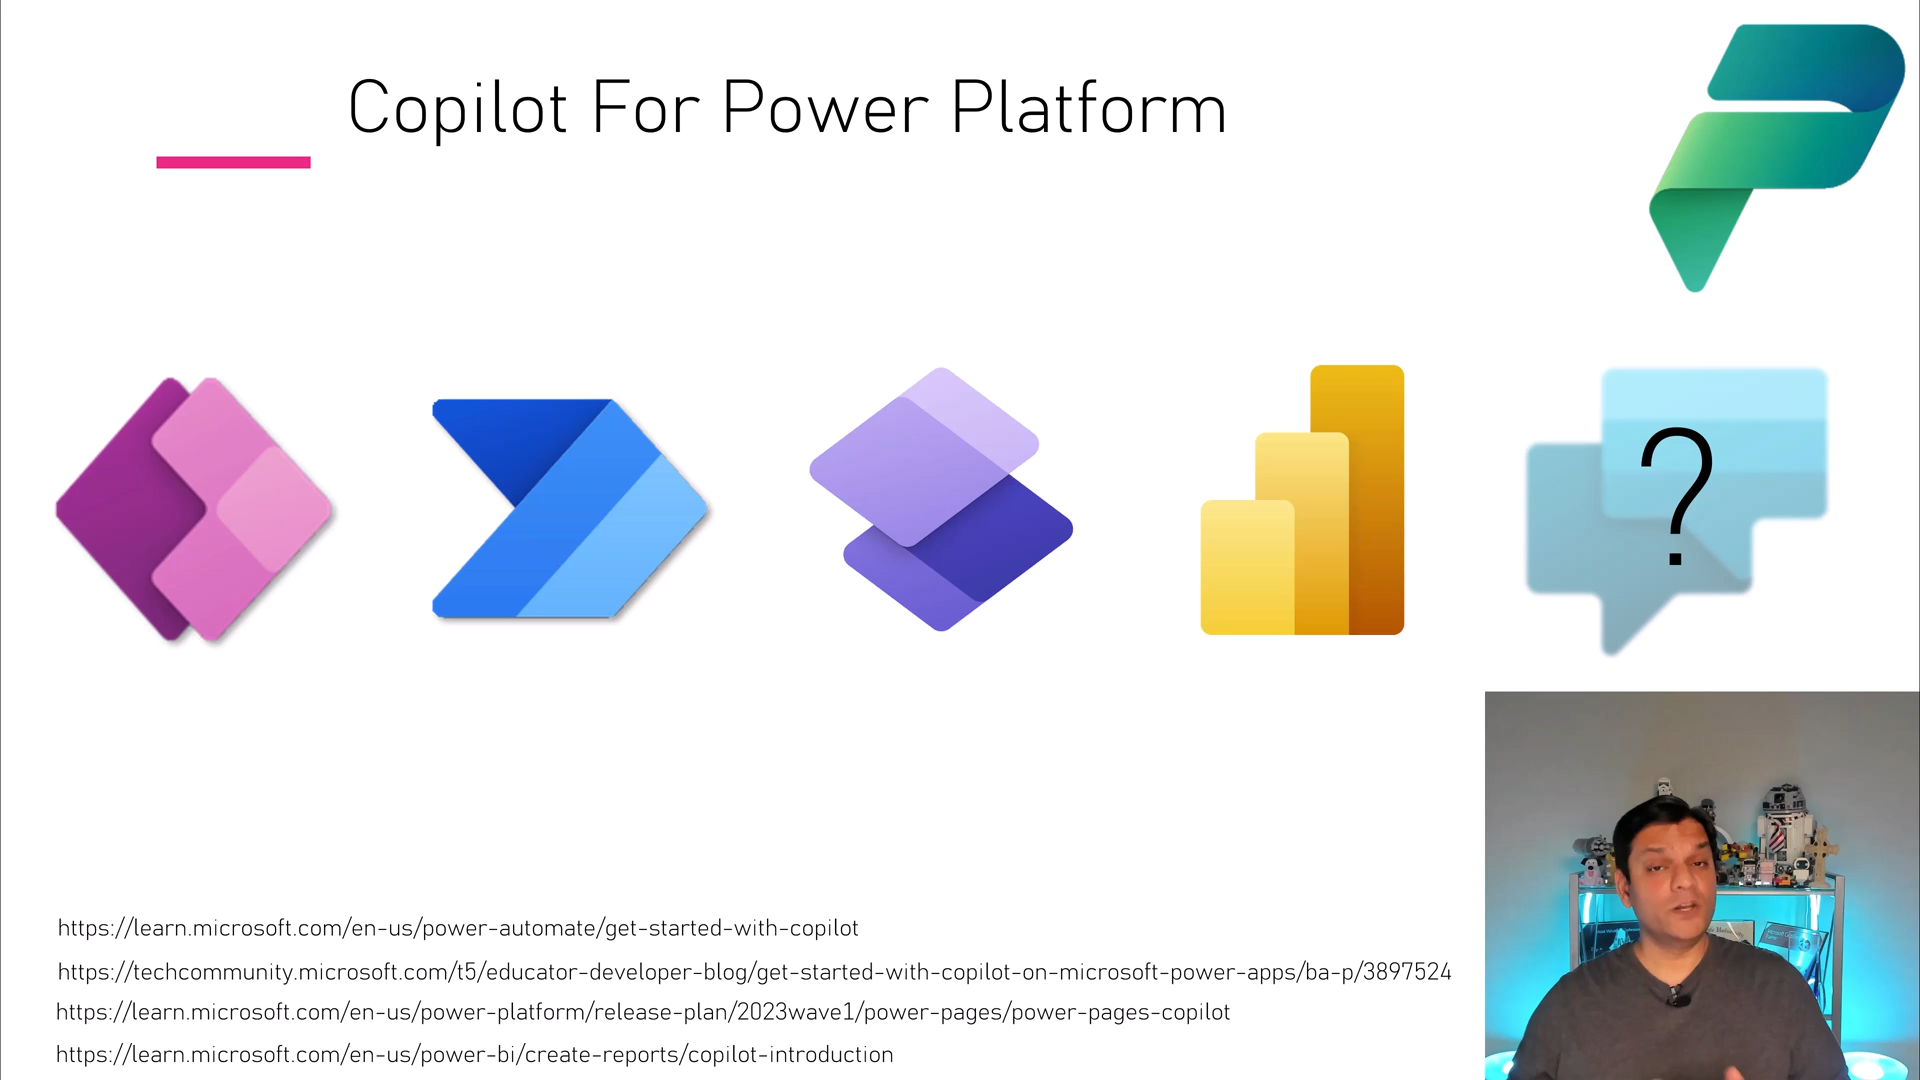 Copilot For Power Platform
?
https://learn.microsoft.com/en-us/power-automate/get-started-with-copilot
https://techcommunity.microsoft.com/t5/educator-developer-blog/get-started-with-copilot-on-microsoft-power-apps/ba-p/3897524
https://learn.microsoft.com/en-us/power-platform/release-plan/2023wave1/power-pages/power-pages-copilot
https://learn.microsoft.com/en-us/power-bi/create-reports/copilot-introduction